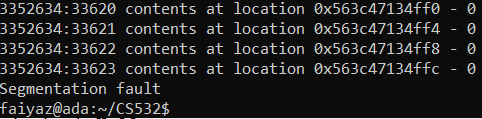 3352634:33620 contents at location 0x563c47134ff0 - 0
3352634:33621 contents at location 0x563c47134ff4 - 0
3352634:33622 contents at location 0x563c47134ff8 - 0
3352634:33623 contents at location 0x563c47134ffc - 0
Segmentation fault
faiyaz@ada:~/CS532$